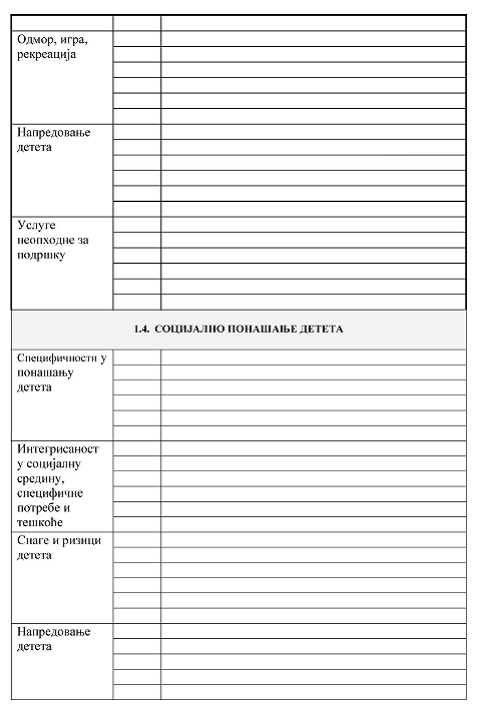 Одмор, игра,
рекреација
Напредовање
детета
Услуге
неопходне за
подршку
1.4. СОЦИЈАЛНО ПОНАШАЊЕ ДЕТЕТА
Специфичности у
понашању
детета
Интегрисаност
у социјалну
средину,
специфичне
потребе и
тешкоће
Снаге и ризици
детета
Напредовање
детета